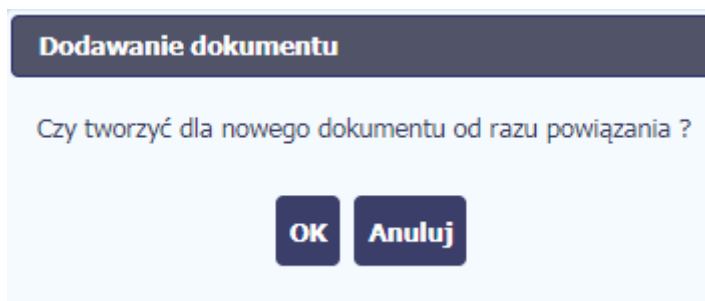 Dodawanie dokumentu
Czy tworzyć dla nowego dokumentu od razu powiązania ?
OK Anuluj